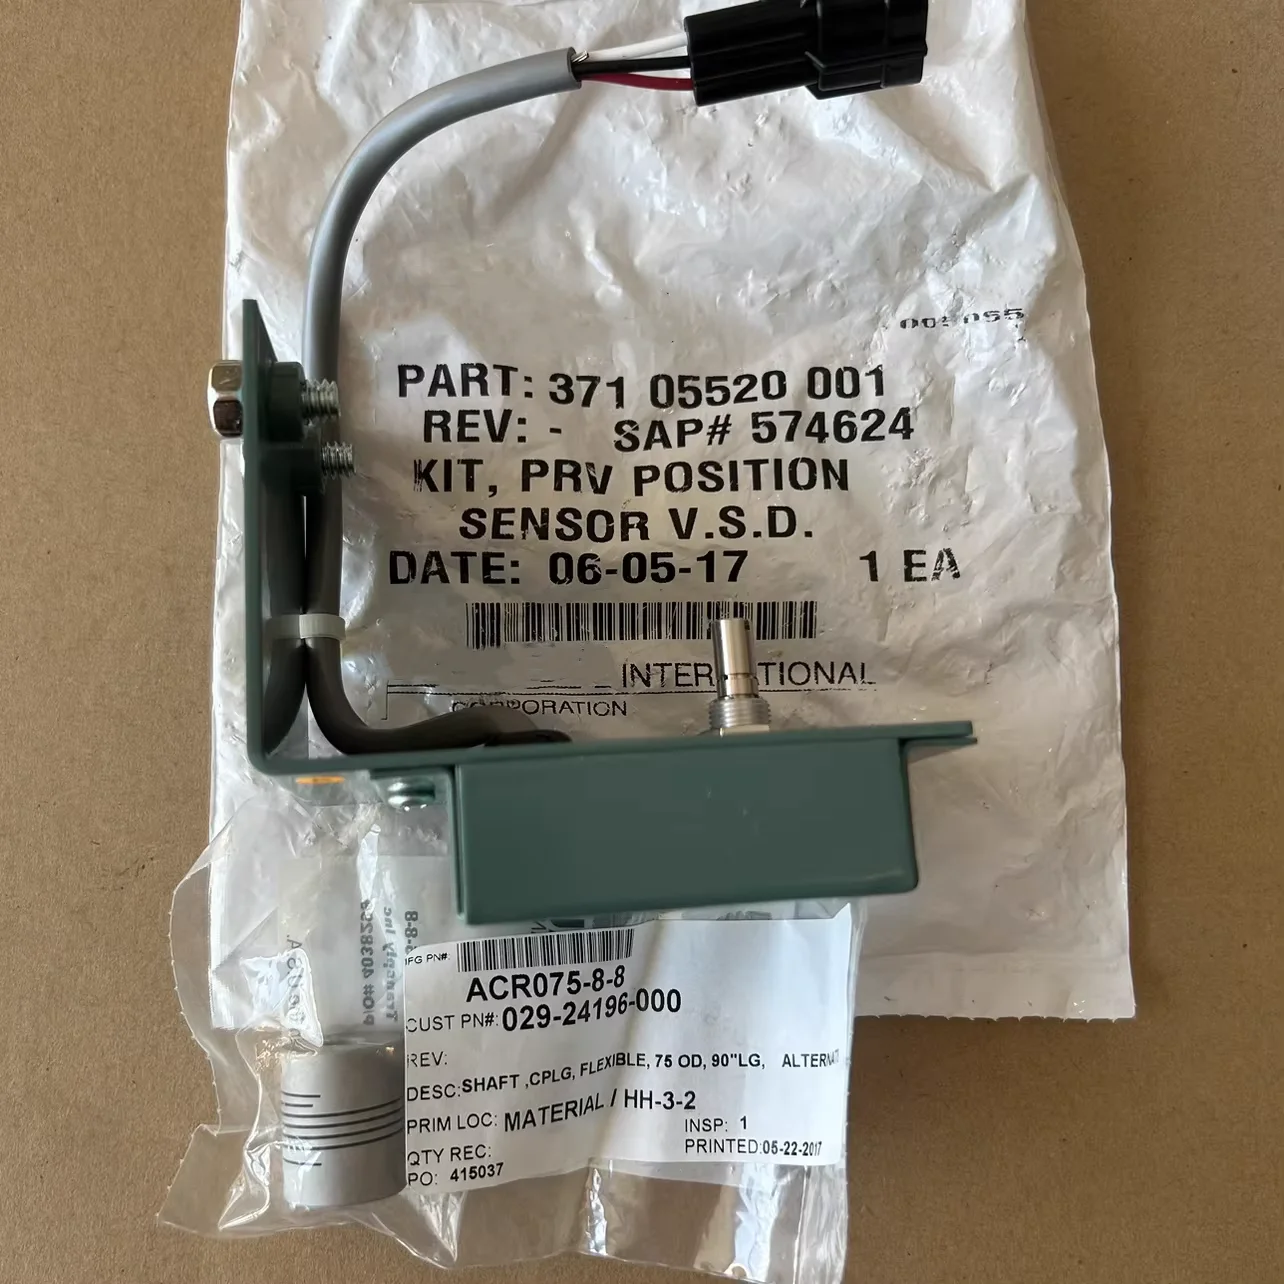 PART: 371 05520 001
REV: - SAP# 574624
KIT, PRV POSITION
SENSOR V.S.D.
DATE: 06-05-17 1 EA
CORPORATION
MFG PN#:
ACR075-8-8
CUST PN#: 029-24196-000
REV:
DESC: SHAFT ,CPLG, FLEXIBLE, 75 OD, 90"LG,
PRIM LOC: MATERIAL / HH-3-2
INSP: 1
QTY REC:
PRINTED: 05-22-2017
PO: 415037